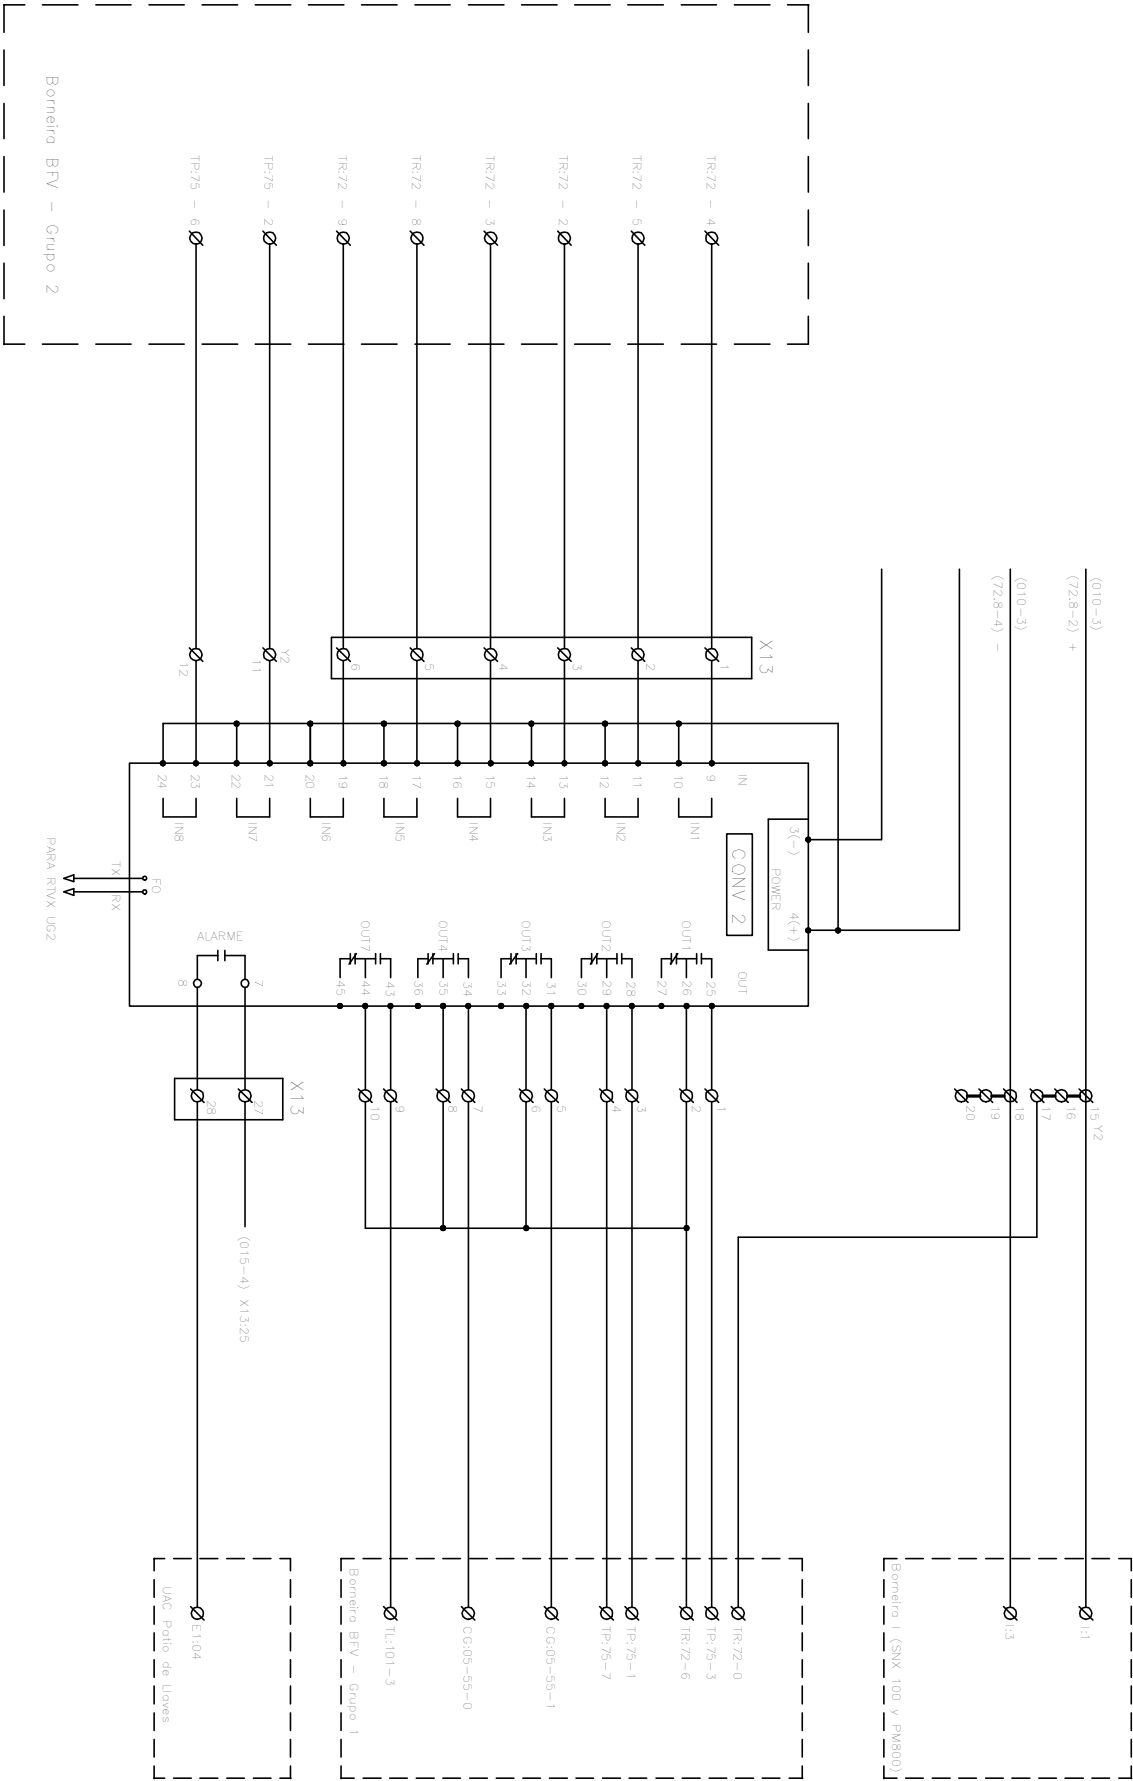 Borneira BFV - Grupo 2
TR:72 - 4
TR:72 - 5
TR:72 - 2
TR:72 - 3
TR:72 - 8
TR:72 - 9
TP:75 - 2
TP:75 - 6
(010-3)
(72.8-2) +
(010-3)
(72.8-4) -
X13
1
2
3
4
5
6
Y2
11
12
IN
9
10
11
12
13
14
15
16
17
18
19
20
21
22
23
24
IN1
IN2
IN3
IN4
IN5
IN6
IN7
IN8
3(-)
POWER
4(+)
CONV 2
FO
TX
RX
PARA RTVX UG2
OUT
OUT1
OUT2
OUT3
OUT4
OUT7
ALARME
25
26
27
28
29
30
31
32
33
34
35
36
43
44
45
7
8
15 Y2
16
17
18
19
20
1
2
3
4
5
6
7
8
9
10
X13
27
28
(015-4) X13:25
Borneira I (SNX 100 y PM800)
I:1
I:3
Borneira BFV - Grupo 1
TR:72-0
TP:75-3
TR:72-6
TP:75-1
TP:75-7
CG:05-55-1
CG:05-55-0
TL:101-3
UAC Patio de Llaves
E1:04